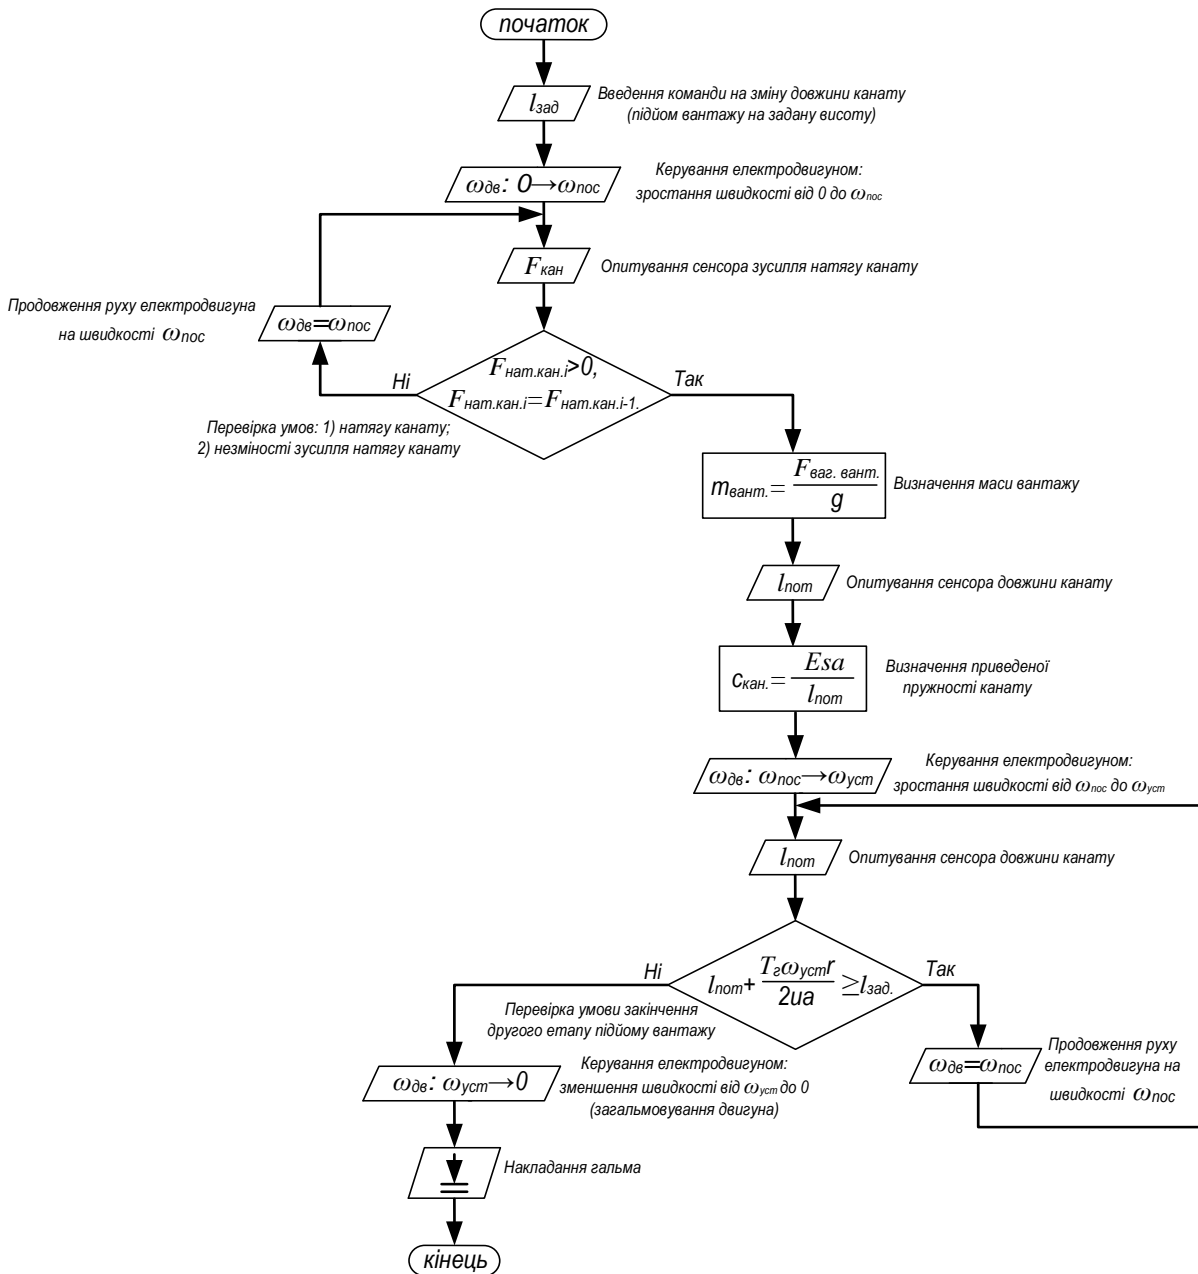 початок
lзад
Введення команди на зміну довжини канату
(підйом вантажу на задану висоту)
ωдв: 0→ωпос
Керування електродвигуном:
зростання швидкості від 0 до ωпос
Fкан
Опитування сенсора зусилля натягу канату
Продовження руху електродвигуна
на швидкості ωпос
ωдв=ωпос
Fнат.кан.i>0,
Fнат.кан.i=Fнат.кан.i-1.
Ні
Так
Перевірка умов: 1) натягу канату;
2) незміності зусилля натягу канату
mвант.=Fваг. вант./g
Визначення маси вантажу
lпот
Опитування сенсора довжини канату
cкан.=Esa/lпот
Визначення приведеної
пружності канату
ωдв: ωпос→ωуст
Керування електродвигуном:
зростання швидкості від ωпос до ωуст
lпот
Опитування сенсора довжини канату
Ні
lпот+Tгωустr/2ua≥lзад.
Так
Перевірка умови закінчення
другого етапу підйому вантажу
ωдв: ωуст→0
Керування електродвигуном:
зменшення швидкості від ωуст до 0
(загальмовування двигуна)
ωдв=ωпос
Продовження руху
електродвигуна на
швидкості ωпос
Накладання гальма
кінець